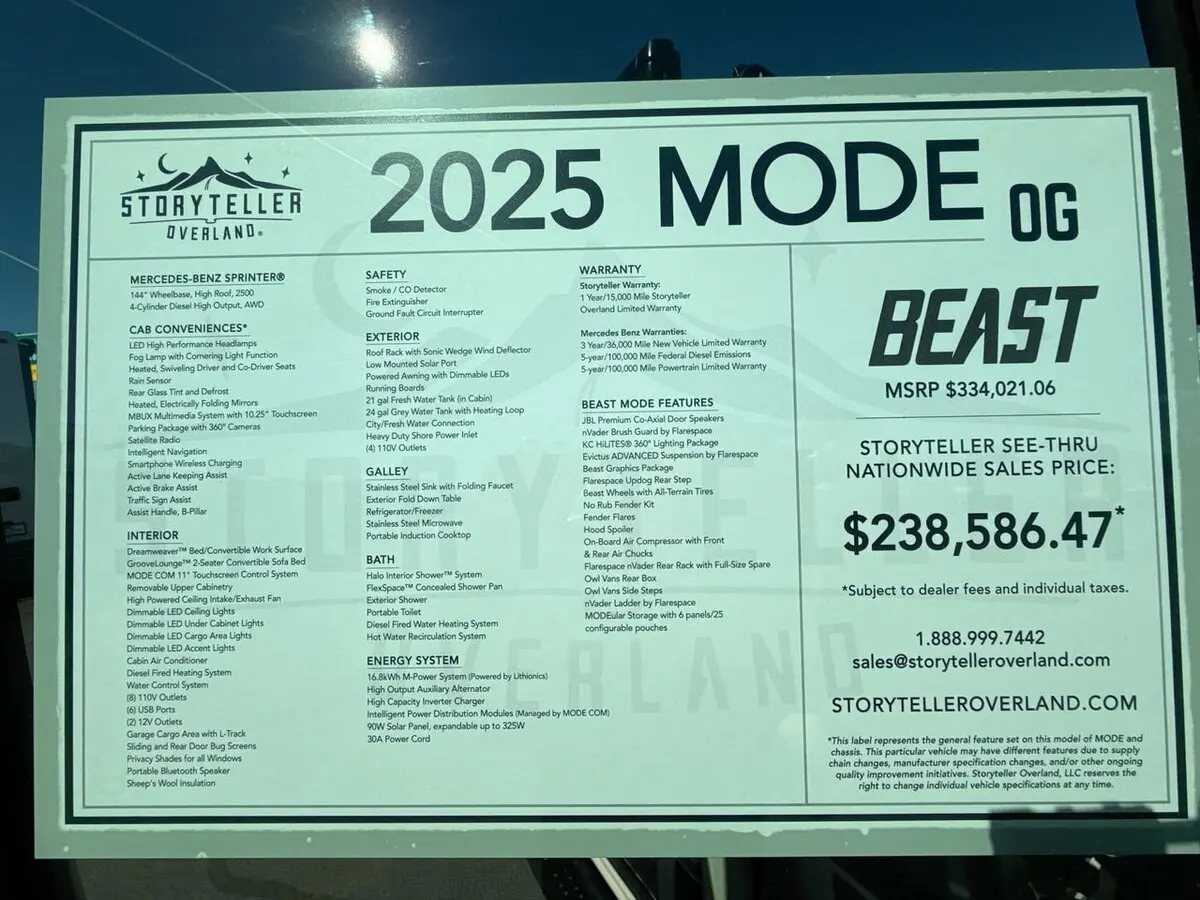 STORYTELLER
OVERLAND®
2025 MODE OG
MERCEDES-BENZ SPRINTER®
144" Wheelbase, High Roof, 2500
4-Cylinder Diesel High Output, AWD
CAB CONVENIENCES*
LED High Performance Headlamps
Fog Lamp with Cornering Light Function
Heated, Swiveling Driver and Co-Driver Seats
Rain Sensor
Rear Glass Tint and Defrost
Heated, Electrically Folding Mirrors
MBUX Multimedia System with 10.25" Touchscreen
Parking Package with 360° Cameras
Satellite Radio
Intelligent Navigation
Smartphone Wireless Charging
Active Lane Keeping Assist
Active Brake Assist
Traffic Sign Assist
Assist Handle, B-Pillar
INTERIOR
Dreamweaver™ Bed/Convertible Work Surface
GrooveLounge™ 2-Seater Convertible Sofa Bed
MODE COM 11" Touchscreen Control System
Removable Upper Cabinetry
High Powered Ceiling Intake/Exhaust Fan
Dimmable LED Ceiling Lights
Dimmable LED Under Cabinet Lights
Dimmable LED Cargo Area Lights
Dimmable LED Accent Lights
Cabin Air Conditioner
Diesel Fired Heating System
Water Control System
(8) 110V Outlets
(6) USB Ports
(2) 12V Outlets
Garage Cargo Area with L-Track
Sliding and Rear Door Bug Screens
Privacy Shades for all Windows
Portable Bluetooth Speaker
Sheep's Wool Insulation
SAFETY
Smoke / CO Detector
Fire Extinguisher
Ground Fault Circuit Interrupter
EXTERIOR
Roof Rack with Sonic Wedge Wind Deflector
Low Mounted Solar Port
Powered Awning with Dimmable LEDs
Running Boards
21 gal Fresh Water Tank (in Cabin)
24 gal Grey Water Tank with Heating Loop
City/Fresh Water Connection
Heavy Duty Shore Power Inlet
(4) 110V Outlets
GALLEY
Stainless Steel Sink with Folding Faucet
Exterior Fold Down Table
Refrigerator/Freezer
Stainless Steel Microwave
Portable Induction Cooktop
BATH
Halo Interior Shower™ System
FlexSpace™ Concealed Shower Pan
Exterior Shower
Portable Toilet
Diesel Fired Water Heating System
Hot Water Recirculation System
ENERGY SYSTEM
16.8kWh M-Power System (Powered by Lithionics)
High Output Auxiliary Alternator
High Capacity Inverter Charger
Intelligent Power Distribution Modules (Managed by MODE COM)
90W Solar Panel, expandable up to 325W
30A Power Cord
WARRANTY
Storyteller Warranty:
1 Year/15,000 Mile Storyteller
Overland Limited Warranty
Mercedes Benz Warranties:
3 Year/36,000 Mile New Vehicle Limited Warranty
5-year/100,000 Mile Federal Diesel Emissions
5-year/100,000 Mile Powertrain Limited Warranty
BEAST MODE FEATURES
JBL Premium Co-Axial Door Speakers
nVader Brush Guard by Flarespace
KC HiLITES® 360° Lighting Package
Evictus ADVANCED Suspension by Flarespace
Beast Graphics Package
Flarespace Updog Rear Step
Beast Wheels with All-Terrain Tires
No Rub Fender Kit
Fender Flares
Hood Spoiler
On-Board Air Compressor with Front
& Rear Air Chucks
Flarespace nVader Rear Rack with Full-Size Spare
Owl Vans Rear Box
Owl Vans Side Steps
nVader Ladder by Flarespace
MODEular Storage with 6 panels/25
configurable pouches
BEAST
MSRP $334,021.06
STORYTELLER SEE-THRU
NATIONWIDE SALES PRICE:
$238,586.47*
*Subject to dealer fees and individual taxes.
1.888.999.7442
sales@storytelleroverland.com
STORYTELLEROVERLAND.COM
*This label represents the general feature set on this model of MODE and
chassis. This particular vehicle may have different features due to supply
chain changes, manufacturer specification changes, and/or other ongoing
quality improvement initiatives. Storyteller Overland, LLC reserves the
right to change individual vehicle specifications at any time.
STORYTELLER
OVERLAND